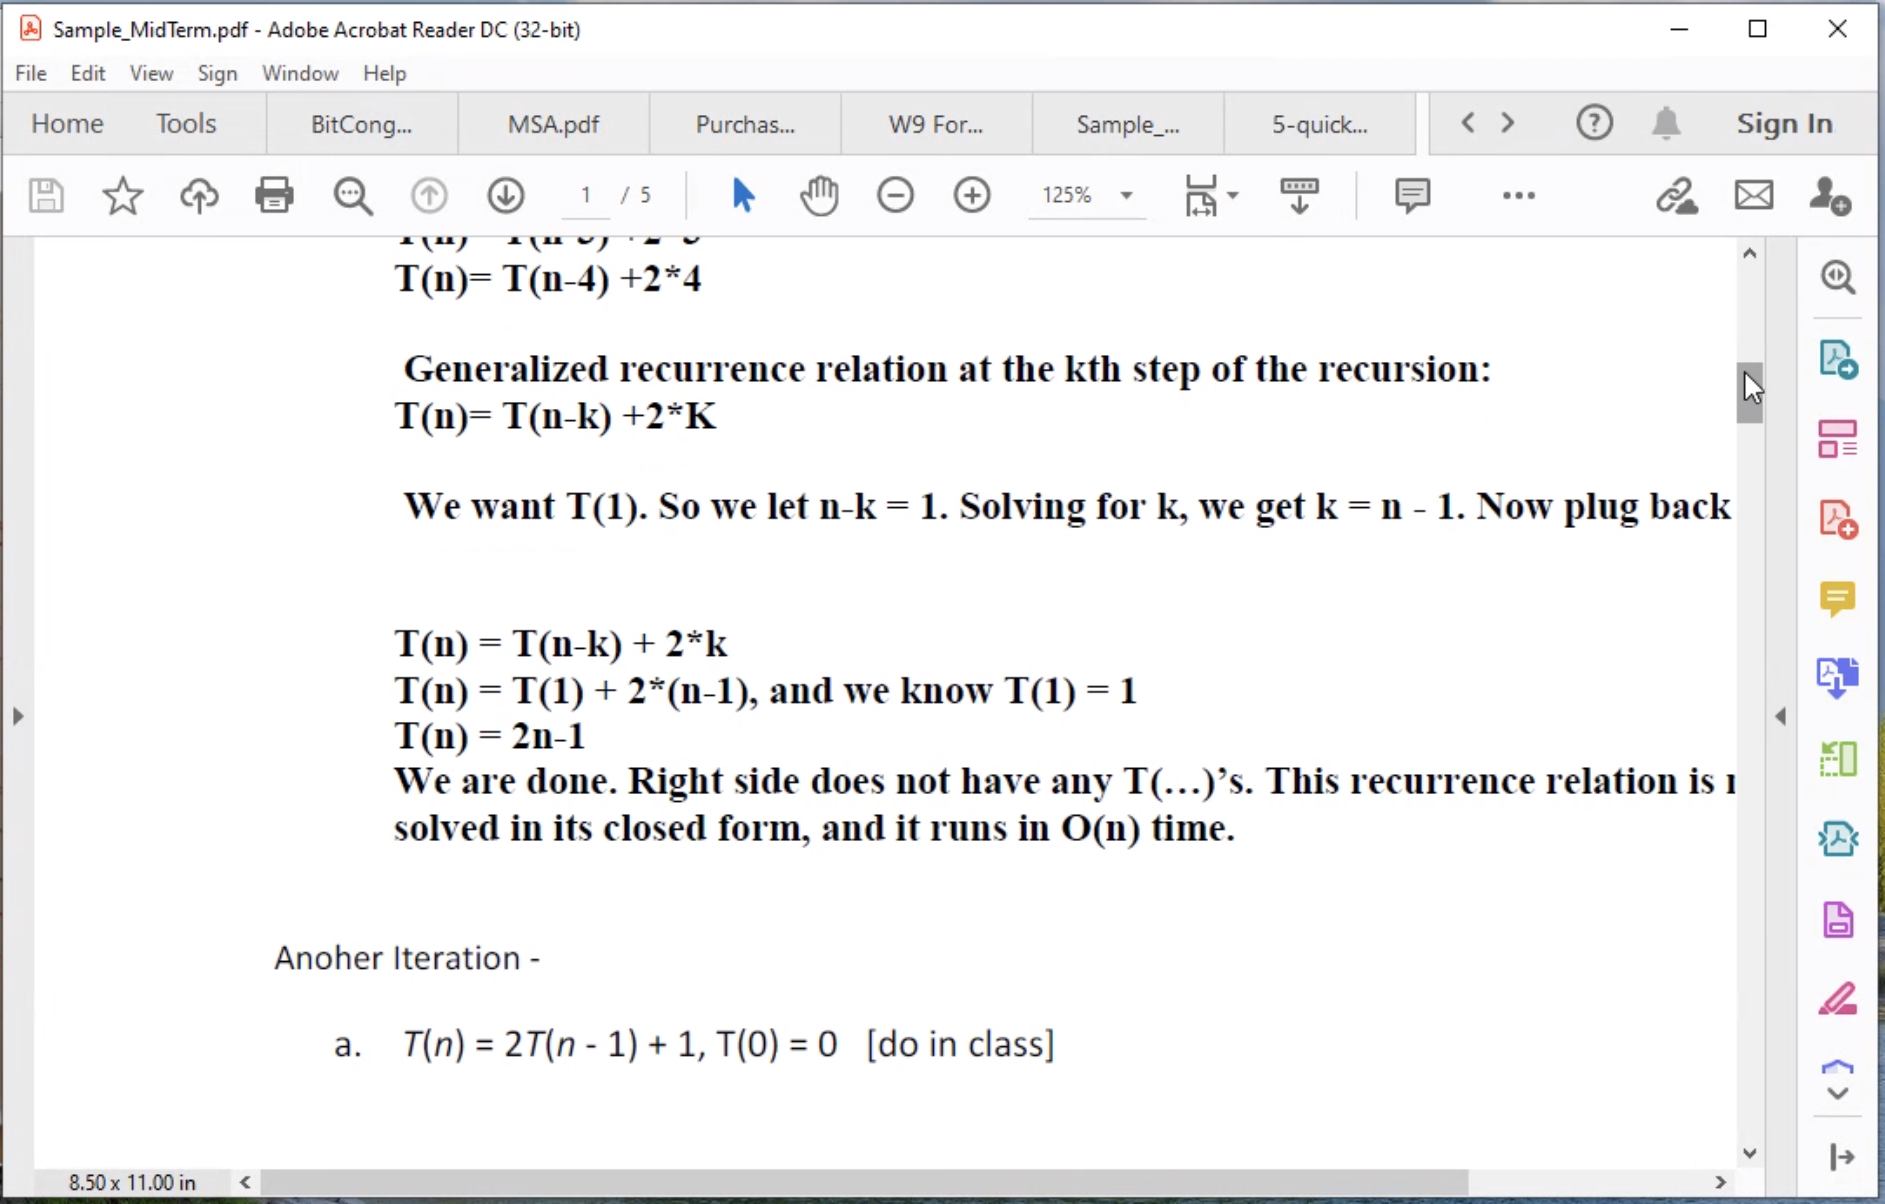 Sample_MidTerm.pdf - Adobe Acrobat Reader DC (32-bit)
File Edit View Sign Window Help
Home Tools BitCong... MSA.pdf Purchas... W9 For... Sample_... 5-quick... Sign In
1 / 5 125%
T(n)= T(n-4) +2*4
Generalized recurrence relation at the kth step of the recursion:
T(n)= T(n-k) +2*K
We want T(1). So we let n-k = 1. Solving for k, we get k = n - 1. Now plug back
T(n) = T(n-k) + 2*k
T(n) = T(1) + 2*(n-1), and we know T(1) = 1
T(n) = 2n-1
We are done. Right side does not have any T(…)’s. This recurrence relation is
solved in its closed form, and it runs in O(n) time.
Anoher Iteration -
a. T(n) = 2T(n - 1) + 1, T(0) = 0 [do in class]
8.50 x 11.00 in